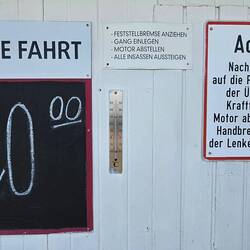 E FAHRT
00
0
- FESTSTELLBREMSE ANZIEHEN
- GANG EINLEGEN
- MOTOR ABSTELLEN
- ALLE INSASSEN AUSSTEIGEN
Ac
Nach
auf die F
der Ü
Kraftf
Motor ab
Handbre
der Lenke